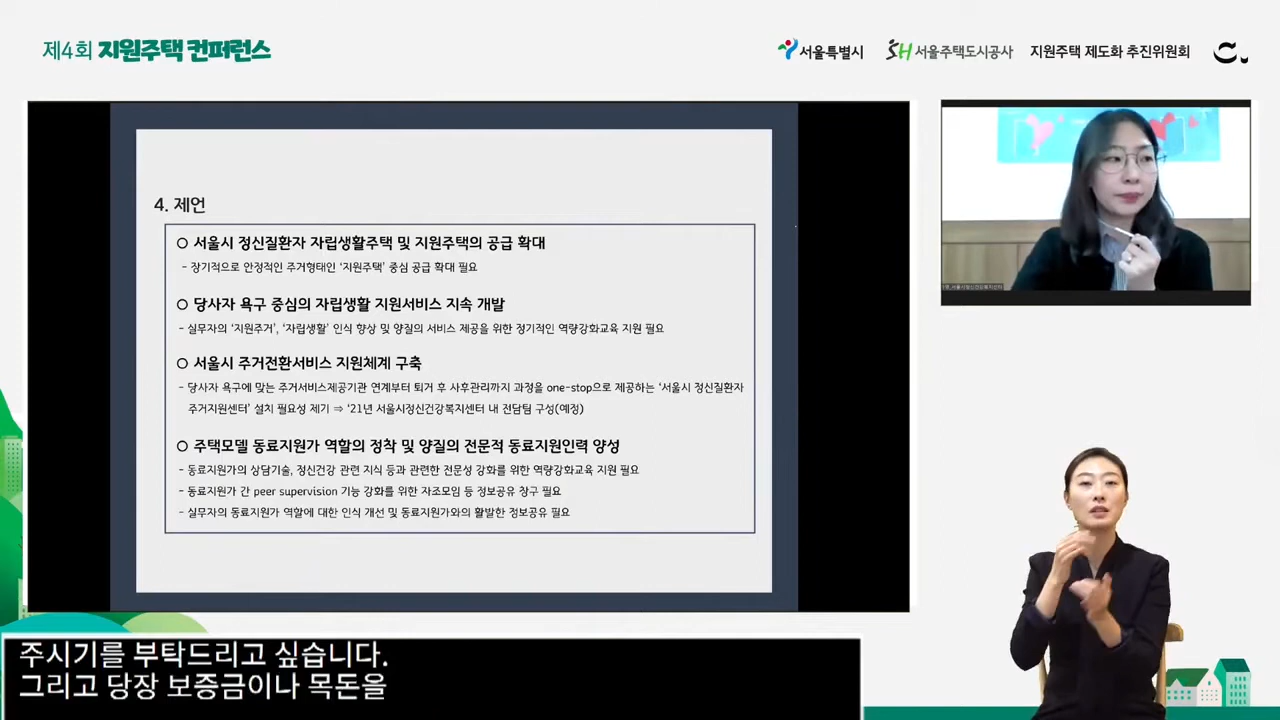 제4회 지원주택 컨퍼런스
서울특별시
SH 서울주택도시공사
지원주택 제도화 추진위원회
4. 제언
○ 서울시 정신질환자 자립생활주택 및 지원주택의 공급 확대
- 장기적으로 안정적인 주거형태인 ‘지원주택’ 중심 공급 확대 필요
○ 당사자 욕구 중심의 자립생활 지원서비스 지속 개발
- 실무자의 ‘지원주거’, ‘자립생활’ 인식 향상 및 양질의 서비스 제공을 위한 정기적인 역량강화교육 지원 필요
○ 서울시 주거전환서비스 지원체계 구축
- 당사자 욕구에 맞는 주거서비스제공기관 연계부터 퇴거 후 사후관리까지 과정을 one-stop으로 제공하는 ‘서울시 정신질환자
주거지원센터’ 설치 필요성 제기 ⇒ ‘21년 서울시정신건강복지센터 내 전담팀 구성(예정)
○ 주택모델 동료지원가 역할의 정착 및 양질의 전문적 동료지원인력 양성
- 동료지원가의 상담기술, 정신건강 관련 지식 등과 관련한 전문성 강화를 위한 역량강화교육 지원 필요
- 동료지원가 간 peer supervision 기능 강화를 위한 자조모임 등 정보공유 창구 필요
- 실무자의 동료지원가 역할에 대한 인식 개선 및 동료지원가와의 활발한 정보공유 필요
주시기를 부탁드리고 싶습니다.
그리고 당장 보증금이나 목돈을